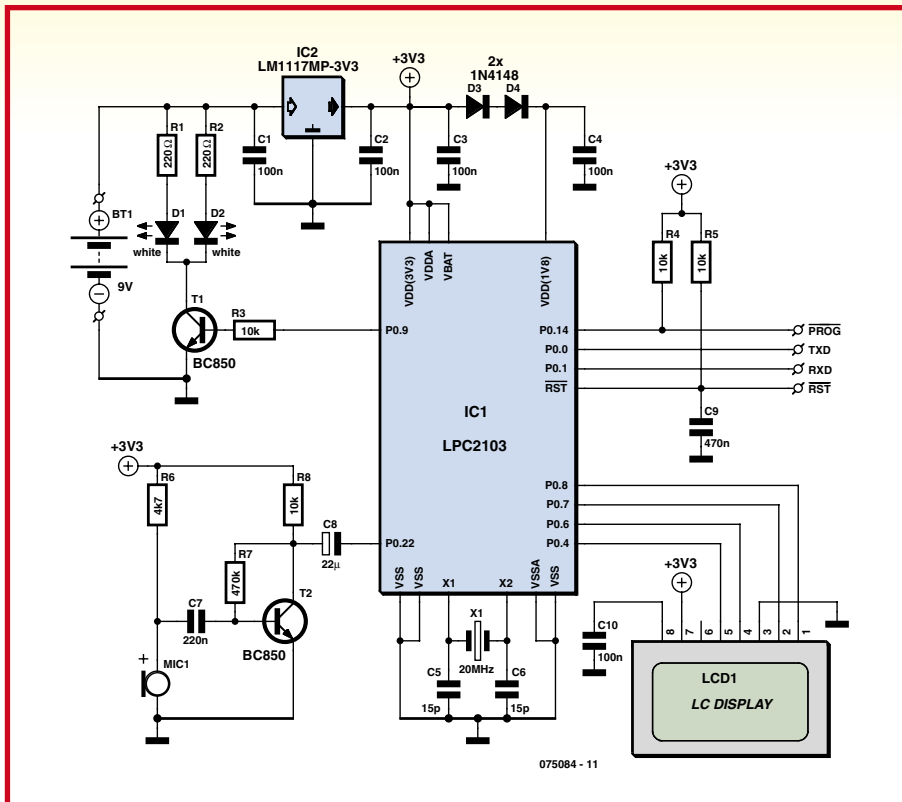 IC2
LM1117MP-3V3
+3V3
2x
1N4148
D3
D4
R1
220Ω
R2
220Ω
C1
100n
C2
100n
C3
100n
C4
100n
+3V3
BT1
9V
D1
white
D2
white
R4
10k
R5
10k
VDD(3V3)
VDDA
VBAT
VDD(1V8)
T1
BC850
R3
10k
P0.9
P0.14
P0.0
P0.1
RST
PROG
TXD
RXD
RST
IC1
LPC2103
C9
470n
+3V3
R6
4k7
R8
10k
R7
470k
C8
22µ
P0.22
P0.8
P0.7
P0.6
P0.4
T2
BC850
C7
220n
MIC1
+
VSS
VSS
X1
X2
VSSA
VSS
X1
20MHz
C5
15p
C6
15p
+3V3
C10
100n
8
7
6
5
4
3
2
1
LCD1
LC DISPLAY
075084 - 11